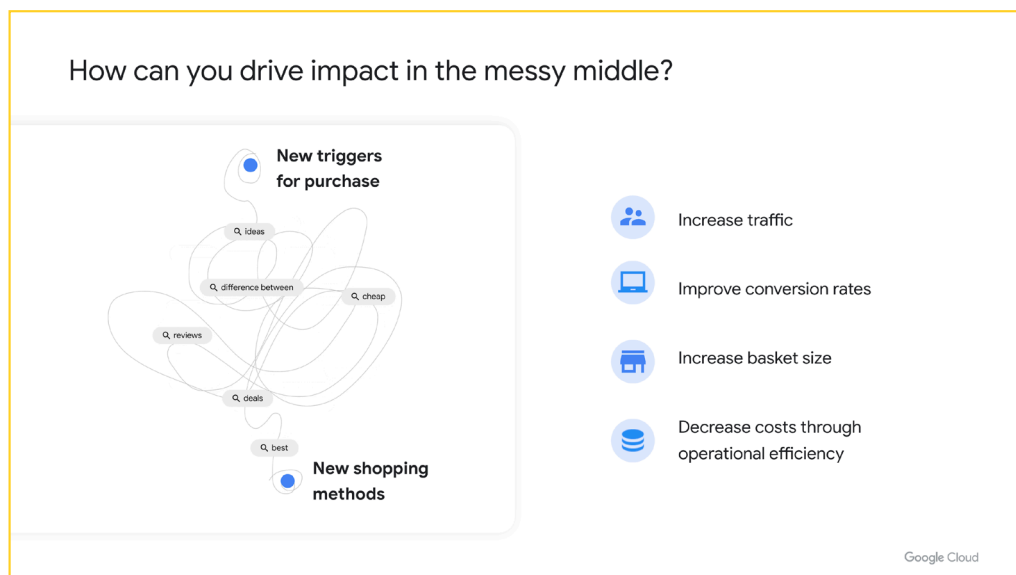 How can you drive impact in the messy middle?
New triggers
for purchase
ideas
difference between
cheap
reviews
deals
best
New shopping
methods
Increase traffic
Improve conversion rates
Increase basket size
Decrease costs through
operational efficiency
Google Cloud